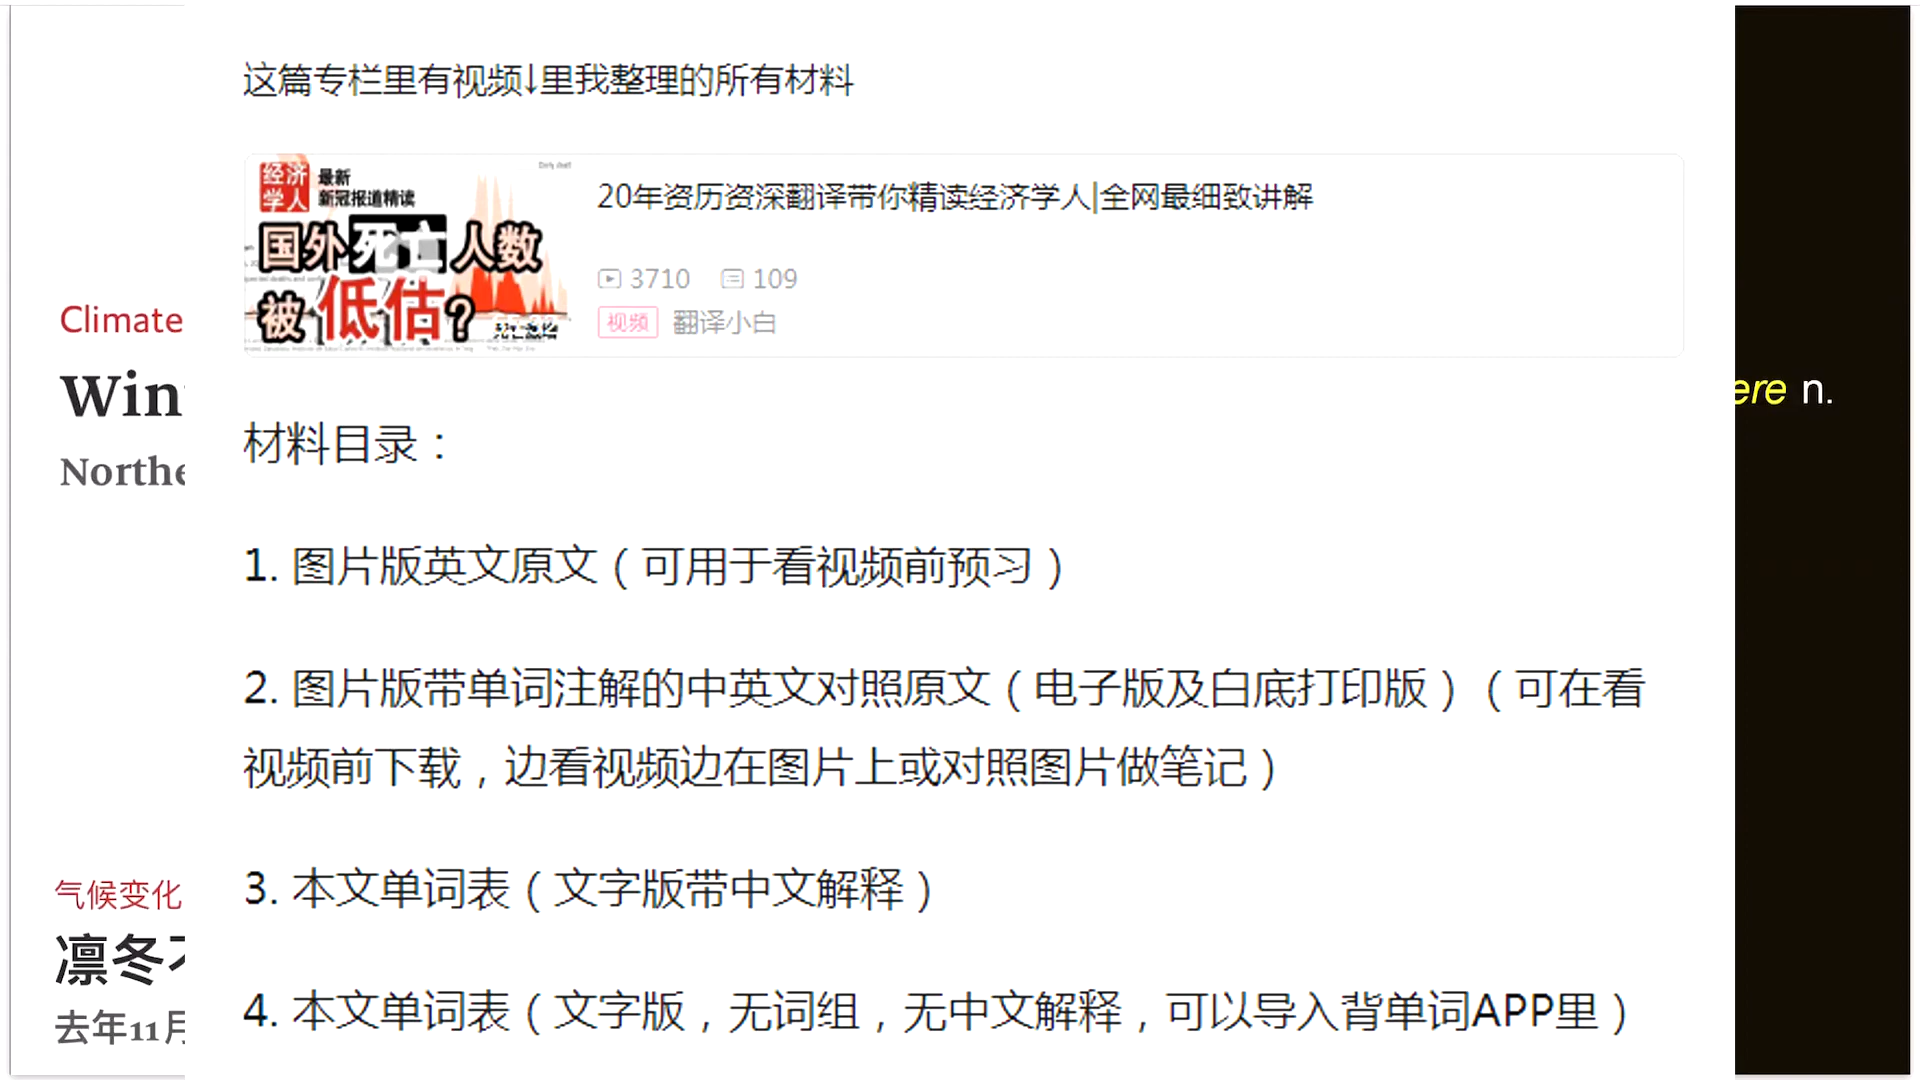 这篇专栏里有视频↓里我整理的所有材料
经济学人
最新
新冠报道精读
国外死亡人数
被低估?
20年资历资深翻译带你精读经济学人|全网最细致讲解
3710 109
视频 翻译小白
材料目录：
1. 图片版英文原文（可用于看视频前预习）
2. 图片版带单词注解的中英文对照原文（电子版及白底打印版）（可在看
视频前下载，边看视频边在图片上或对照图片做笔记）
3. 本文单词表（文字版带中文解释）
4. 本文单词表（文字版，无词组，无中文解释，可以导入背单词APP里）
Climate
Win
Northe
气候变化
凛冬
去年11月
ere n.